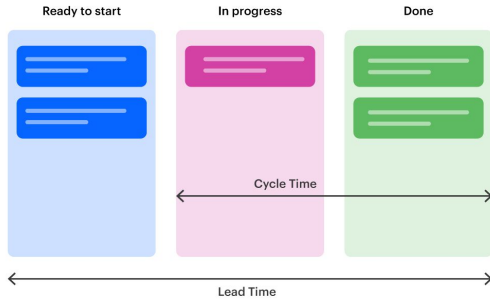 Ready to start
In progress
Done
Cycle Time
Lead Time